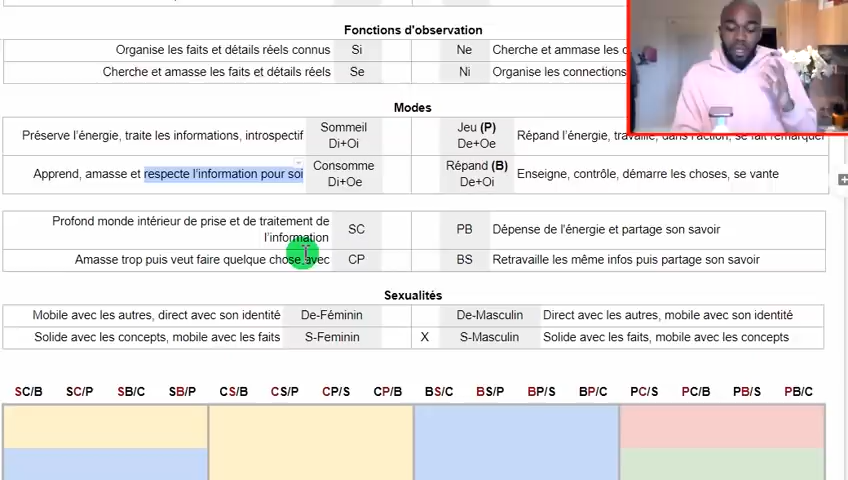 Fonctions d'observation
Organise les faits et détails réels connus Si Ne Cherche et ammase les
Cherche et amasse les faits et détails réels Se Ni Organise les connections
Modes
Préserve l'énergie, traite les informations, introspectif Sommeil Di+Oi Jeu (P) De+Oe Répand l'énergie, travaille, dans l'action, se fait remarquer
Apprend, amasse et respecte l'information pour soi Consomme Di+Oe Répand (B) De+Oi Enseigne, contrôle, démarre les choses, se vante
Profond monde intérieur de prise et de traitement de
l'information SC PB Dépense de l'énergie et partage son savoir
Amasse trop puis veut faire quelque chose avec CP BS Retravaille les même infos puis partage son savoir
Sexualités
Mobile avec les autres, direct avec son identité De-Féminin De-Masculin Direct avec les autres, mobile avec son identité
Solide avec les concepts, mobile avec les faits S-Feminin X S-Masculin Solide avec les faits, mobile avec les concepts
SC/B SC/P SB/C SB/P CS/B CS/P CP/S CP/B BS/C BS/P BP/S BP/C PC/S PC/B PB/S PB/C